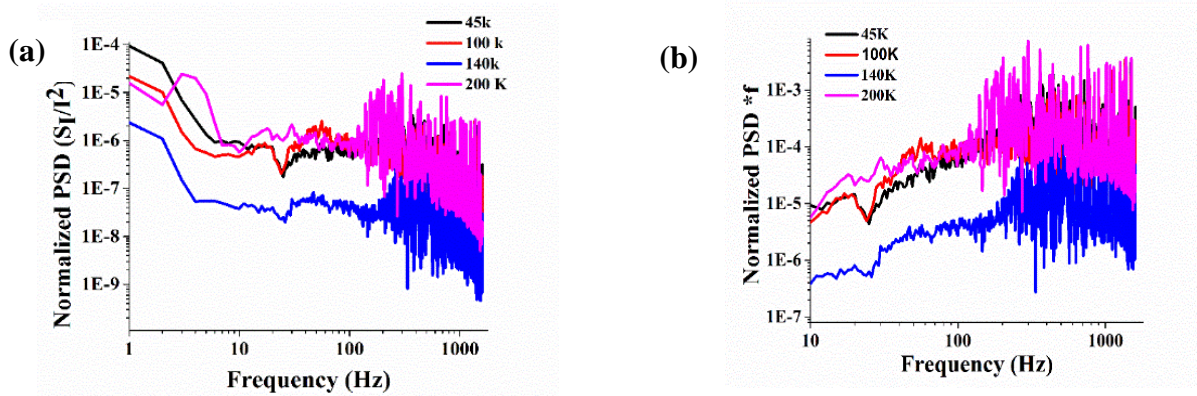 (a)
45k
100 k
140k
200 K
1E-4
1E-5
1E-6
1E-7
1E-8
1E-9
Normalized PSD (S_I/I^2)
1 10 100 1000
Frequency (Hz)
(b)
45K
100K
140K
200K
1E-3
1E-4
1E-5
1E-6
1E-7
Normalized PSD *f
10 100 1000
Frequency (Hz)